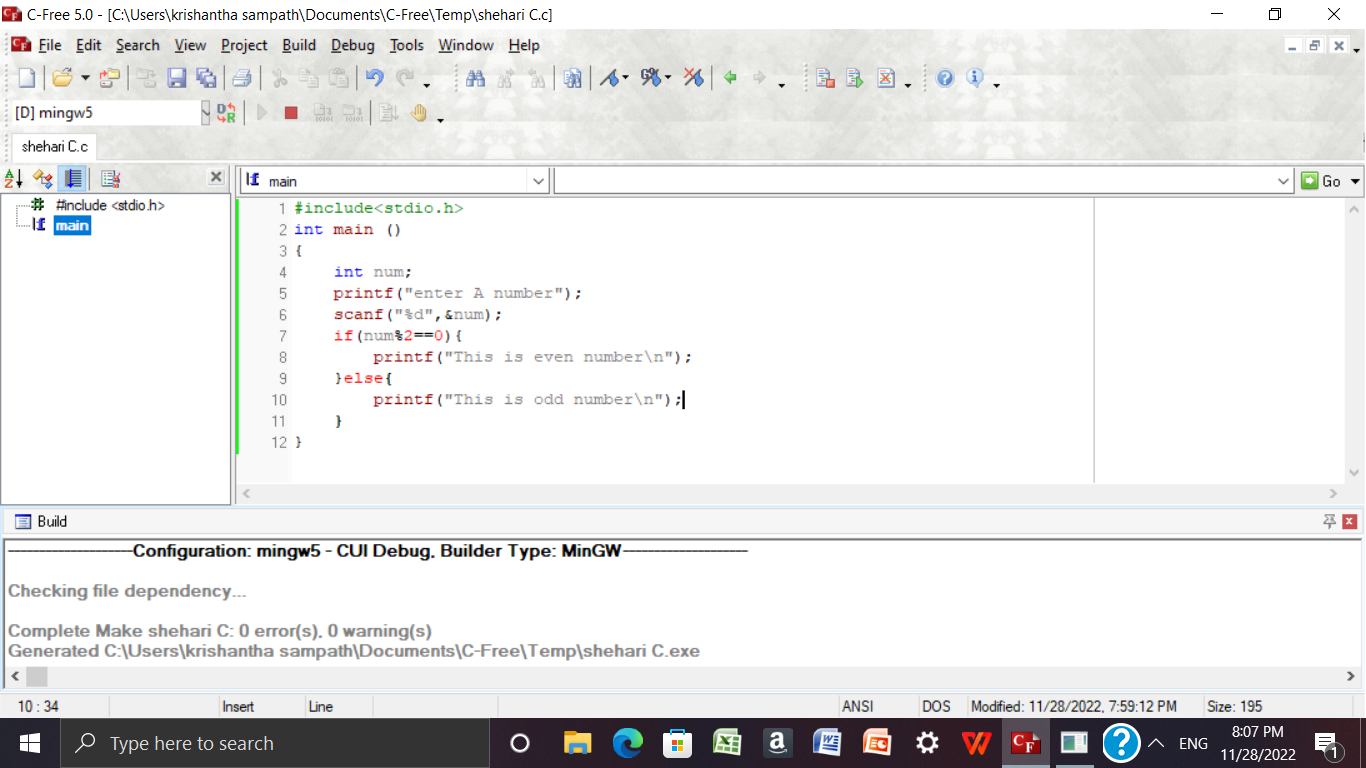 C-Free 5.0 - [C:\Users\krishantha sampath\Documents\C-Free\Temp\shehari C.c]
File Edit Search View Project Build Debug Tools Window Help
[D] mingw5
shehari C.c
main
Go
#include <stdio.h>
main
1 #include<stdio.h>
2 int main ()
3 {
4 int num;
5 printf("enter A number");
6 scanf("%d",&num);
7 if(num%2==0){
8 printf("This is even number\n");
9 }else{
10 printf("This is odd number\n");
11 }
12 }
Build
--------------------Configuration: mingw5 - CUI Debug, Builder Type: MinGW--------------------
Checking file dependency...
Complete Make shehari C: 0 error(s), 0 warning(s)
Generated C:\Users\krishantha sampath\Documents\C-Free\Temp\shehari C.exe
10 : 34 Insert Line ANSI DOS Modified: 11/28/2022, 7:59:12 PM Size: 195
Type here to search
ENG
8:07 PM
11/28/2022
1